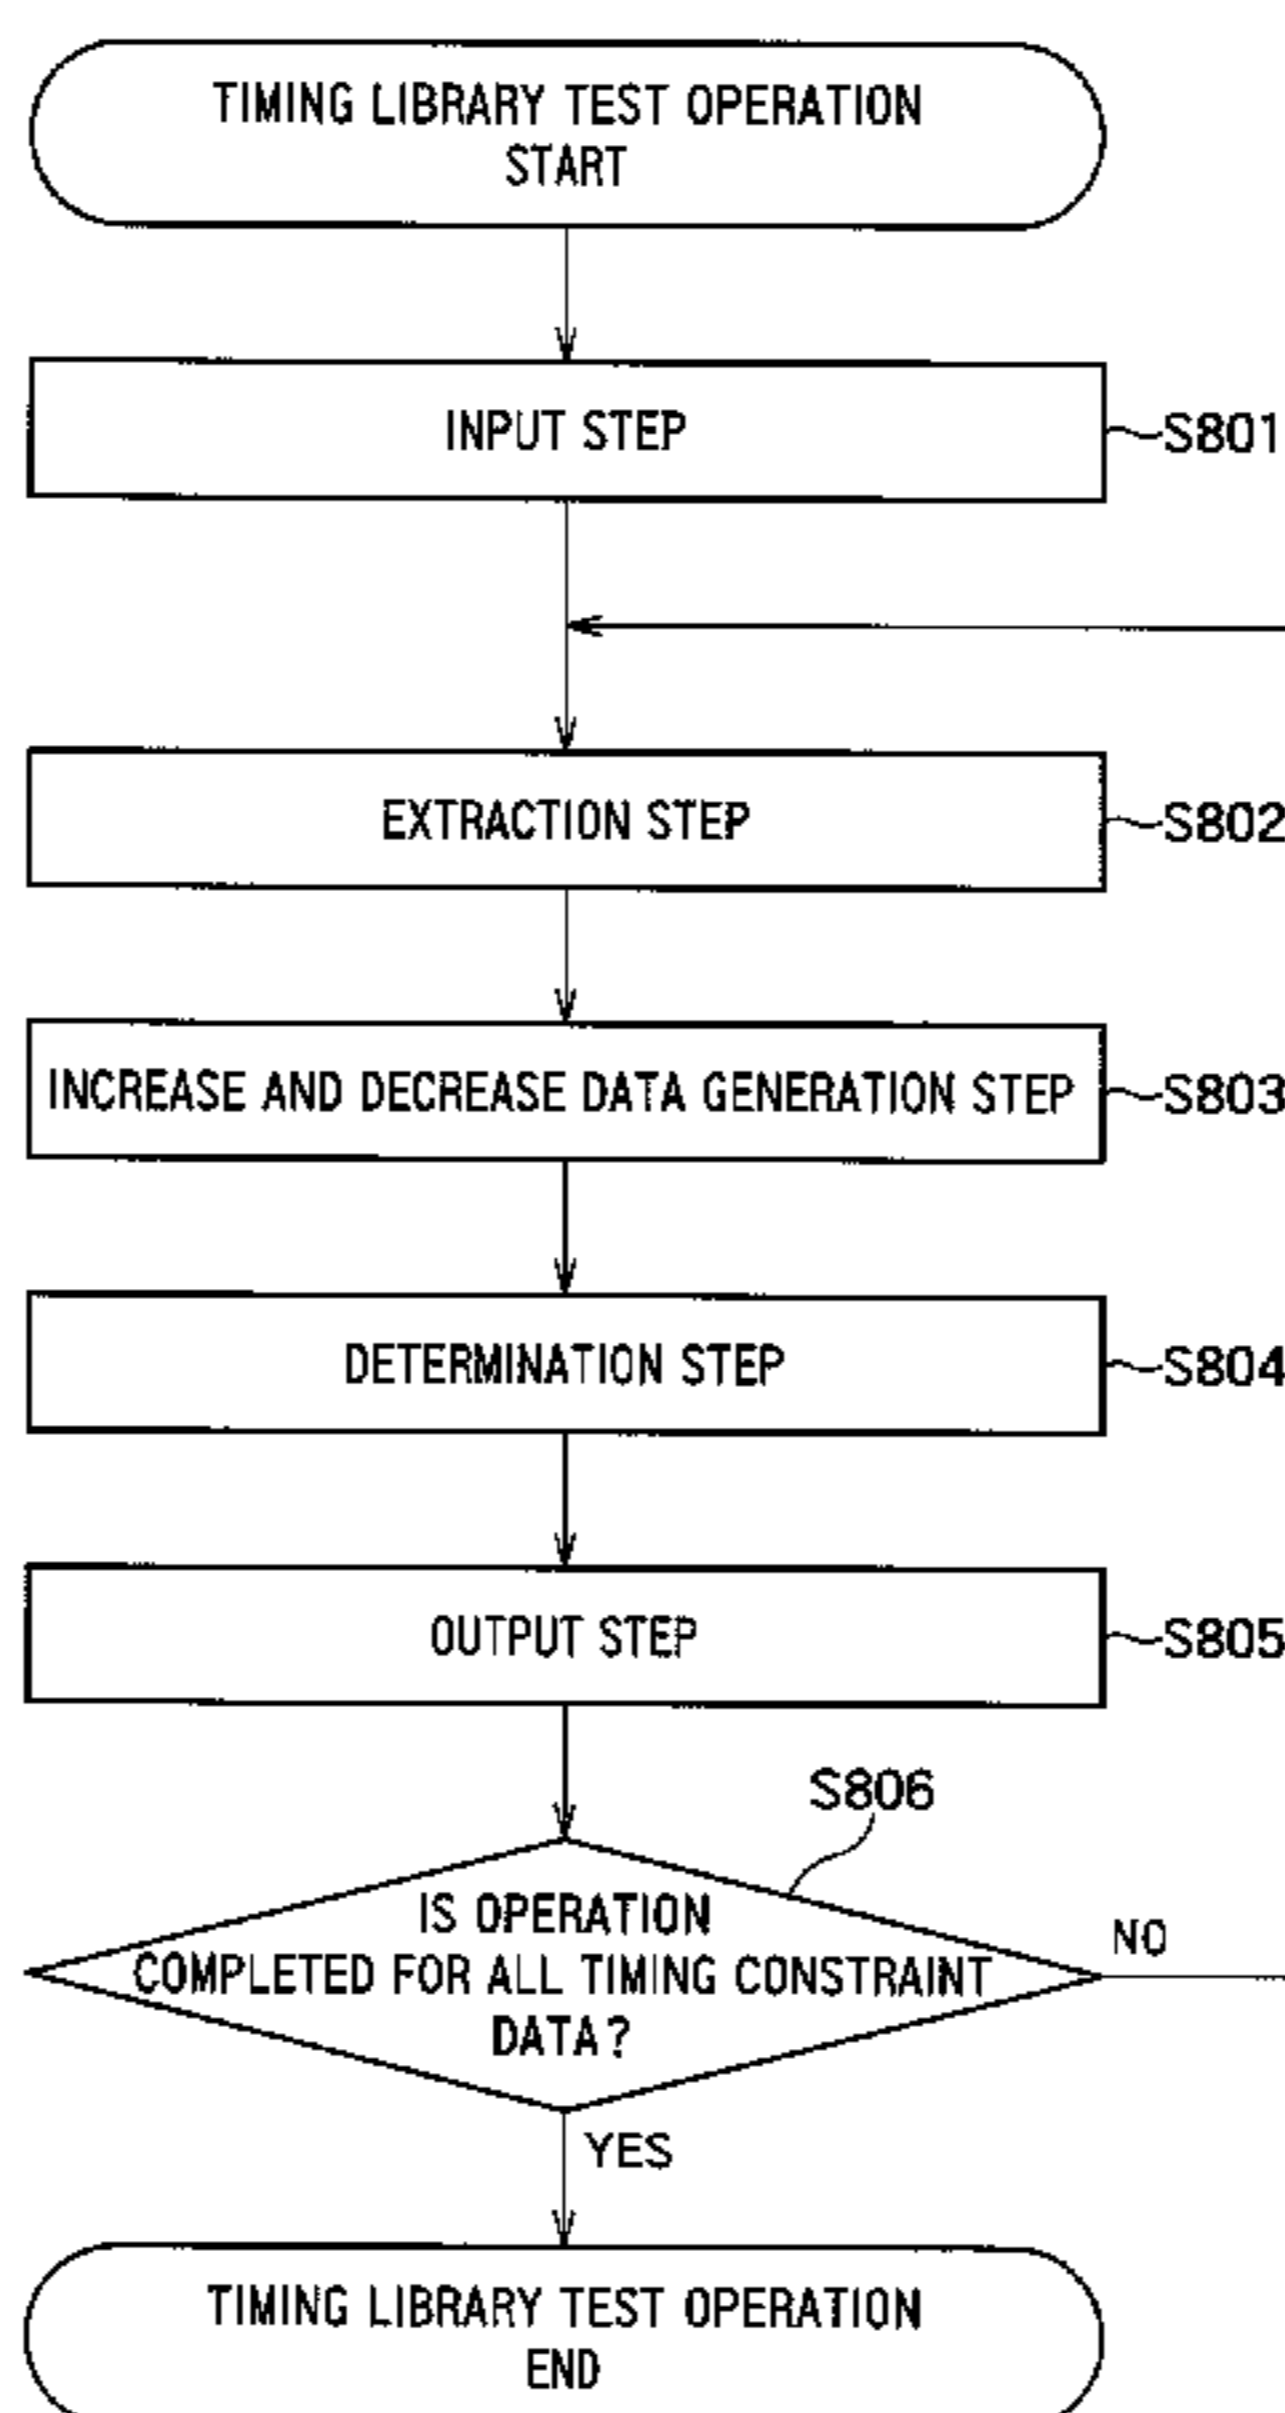 TIMING LIBRARY TEST OPERATION
START
INPUT STEP
S801
EXTRACTION STEP
S802
INCREASE AND DECREASE DATA GENERATION STEP
S803
DETERMINATION STEP
S804
OUTPUT STEP
S805
S806
IS OPERATION
COMPLETED FOR ALL TIMING CONSTRAINT
DATA?
NO
YES
TIMING LIBRARY TEST OPERATION
END